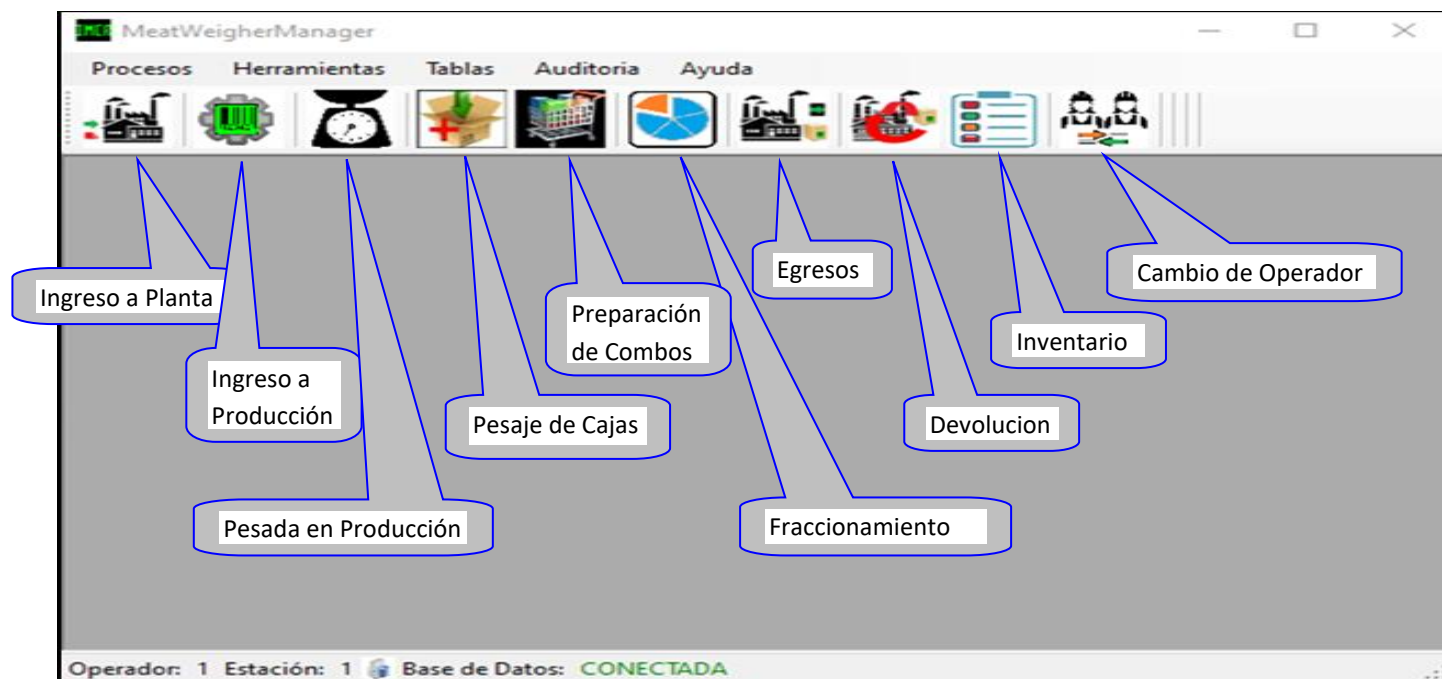 MeatWeigherManager
Procesos Herramientas Tablas Auditoria Ayuda
Ingreso a Planta
Ingreso a
Producción
Pesada en Producción
Pesaje de Cajas
Preparación
de Combos
Fraccionamiento
Egresos
Devolucion
Inventario
Cambio de Operador
Operador: 1 Estación: 1 Base de Datos: CONECTADA